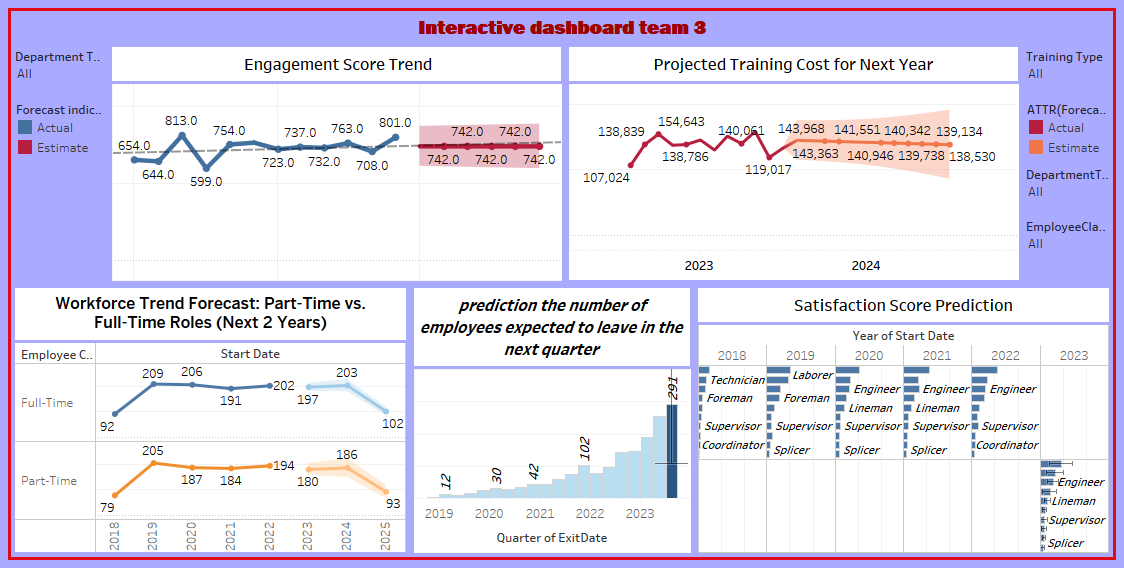 Interactive dashboard team 3
Department T..
All
Forecast indic..
Actual
Estimate
Engagement Score Trend
654.0
644.0
813.0
599.0
754.0
723.0
737.0
732.0
763.0
708.0
801.0
742.0
742.0
742.0
742.0
742.0
Projected Training Cost for Next Year
107,024
138,839
154,643
138,786
140,061
119,017
143,968
143,363
141,551
140,946
140,342
139,738
139,134
138,530
2023
2024
Training Type
All
ATTR(Foreca..
Actual
Estimate
DepartmentT..
All
EmployeeCla..
All
Workforce Trend Forecast: Part-Time vs.
Full-Time Roles (Next 2 Years)
Employee C..
Start Date
Full-Time
92
209
206
191
202
197
203
102
Part-Time
79
205
187
184
194
180
186
93
2018
2019
2020
2021
2022
2023
2024
2025
prediction the number of
employees expected to leave in the
next quarter
12
30
42
102
291
2019
2020
2021
2022
2023
Quarter of ExitDate
Satisfaction Score Prediction
Year of Start Date
2018
2019
2020
2021
2022
2023
Technician
Foreman
Supervisor
Coordinator
Laborer
Foreman
Supervisor
Splicer
Engineer
Lineman
Supervisor
Splicer
Engineer
Lineman
Supervisor
Splicer
Engineer
Supervisor
Coordinator
Engineer
Lineman
Supervisor
Splicer